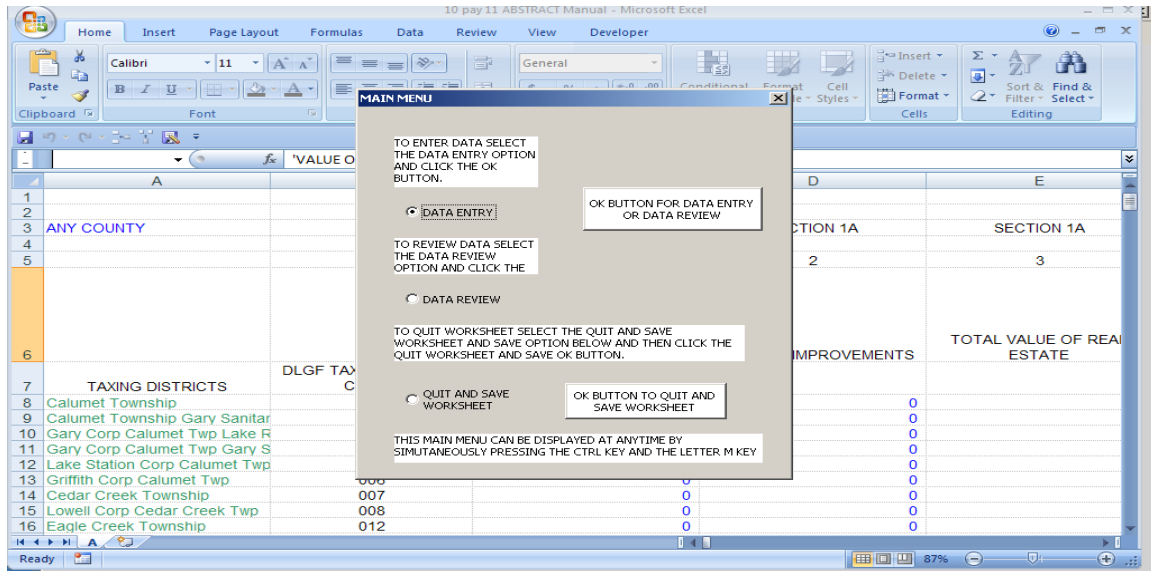 10 pay 11 ABSTRACT Manual - Microsoft Excel
Home Insert Page Layout Formulas Data Review View Developer
Calibri 11 A A General Insert
Delete
Paste B I U A Conditional Format Cell Format Sort & Find &
Styles Filter Select
Clipboard Font Cells Editing
MAIN MENU
fx 'VALUE O
TO ENTER DATA SELECT
THE DATA ENTRY OPTION
AND CLICK THE OK
BUTTON.
DATA ENTRY
OK BUTTON FOR DATA ENTRY
OR DATA REVIEW
TO REVIEW DATA SELECT
THE DATA REVIEW
OPTION AND CLICK THE
DATA REVIEW
TO QUIT WORKSHEET SELECT THE QUIT AND SAVE
WORKSHEET AND SAVE OPTION BELOW AND THEN CLICK THE
QUIT WORKSHEET AND SAVE OK BUTTON.
QUIT AND SAVE
WORKSHEET
OK BUTTON TO QUIT AND
SAVE WORKSHEET
THIS MAIN MENU CAN BE DISPLAYED AT ANYTIME BY
SIMUTANEOUSLY PRESSING THE CTRL KEY AND THE LETTER M KEY
A D E
1
2
3 ANY COUNTY CTION 1A SECTION 1A
4
5 2 3
6 IMPROVEMENTS TOTAL VALUE OF REA
ESTATE
DLGF TAX
7 TAXING DISTRICTS C
8 Calumet Township 0
9 Calumet Township Gary Sanitar 0
10 Gary Corp Calumet Twp Lake R 0
11 Gary Corp Calumet Twp Gary S 0
12 Lake Station Corp Calumet Twp 0
13 Griffith Corp Calumet Twp 006 0 0
14 Cedar Creek Township 007 0 0
15 Lowell Corp Cedar Creek Twp 008 0 0
16 Eagle Creek Township 012 0 0
A
Ready 87%